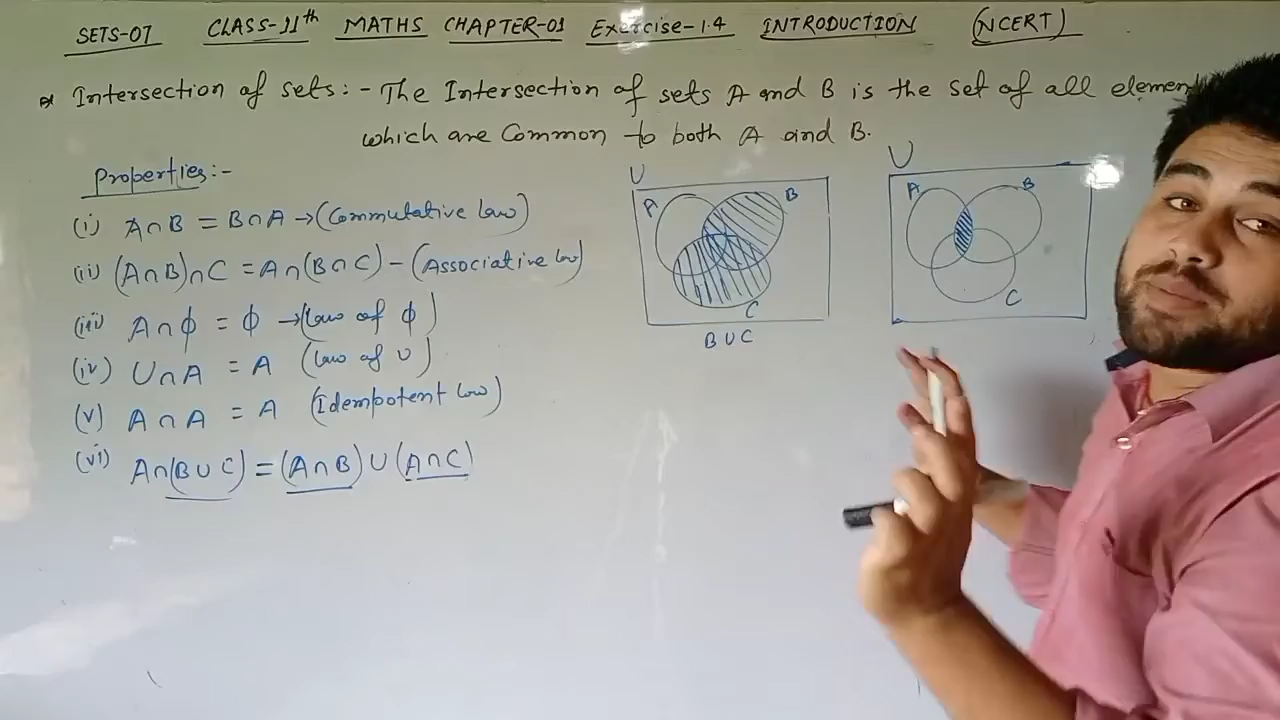 SETS-07 CLASS-11th MATHS CHAPTER-01 Exercise-1.4 INTRODUCTION (NCERT)
Intersection of sets:- The Intersection of sets A and B is the set of all element
which are Common to both A and B.
Properties:-
(i) A∩B = B∩A → (Commutative law)
(ii) (A∩B)∩C = A∩(B∩C) - (Associative law)
(iii) A∩ϕ = ϕ → (law of ϕ)
(iv) U∩A = A (law of U)
(v) A∩A = A (Idempotent law)
(vi) A∩(B∪C) = (A∩B)∪(A∩C)
U
A B
C
B∪C
U
A B
C